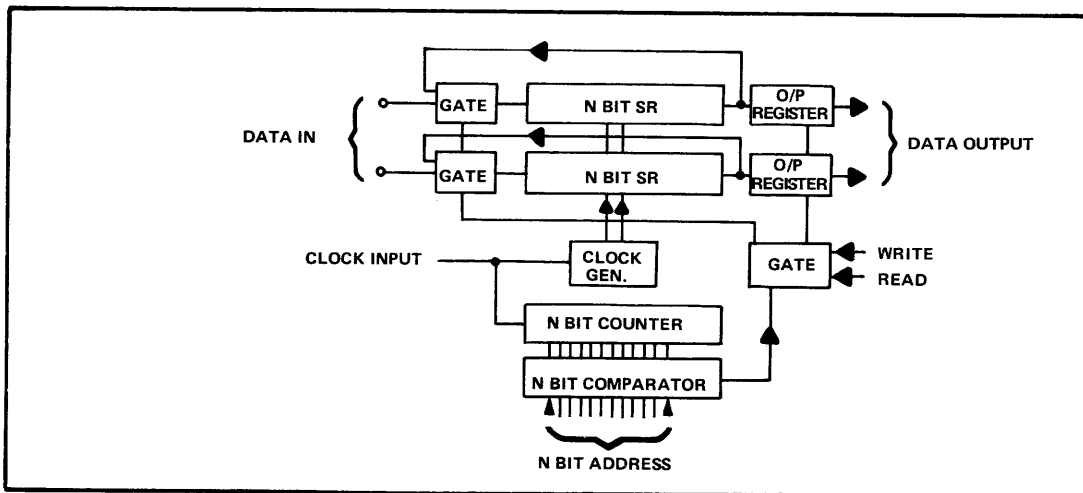 GATE
N BIT SR
O/P
REGISTER
DATA IN
DATA OUTPUT
GATE
N BIT SR
O/P
REGISTER
CLOCK INPUT
CLOCK
GEN.
GATE
WRITE
READ
N BIT COUNTER
N BIT COMPARATOR
N BIT ADDRESS